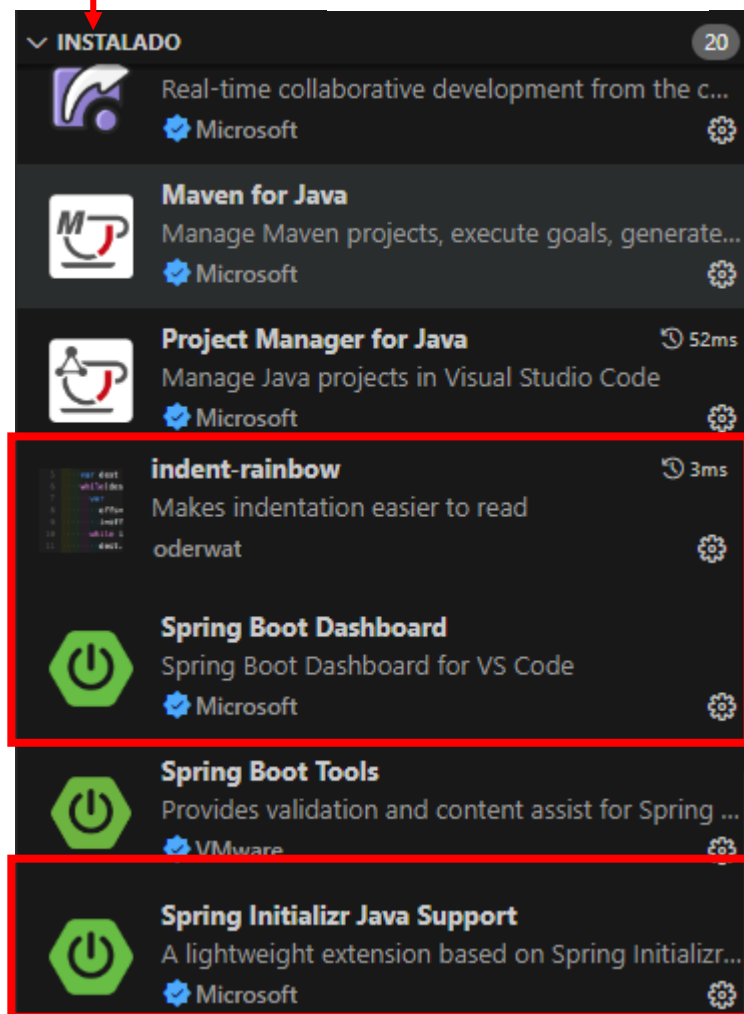 INSTALADO 20
Real-time collaborative development from the c...
Microsoft
Maven for Java
Manage Maven projects, execute goals, generate...
Microsoft
Project Manager for Java 52ms
Manage Java projects in Visual Studio Code
Microsoft
indent-rainbow 3ms
Makes indentation easier to read
oderwat
Spring Boot Dashboard
Spring Boot Dashboard for VS Code
Microsoft
Spring Boot Tools
Provides validation and content assist for Spring ...
VMware
Spring Initializr Java Support
A lightweight extension based on Spring Initializr...
Microsoft